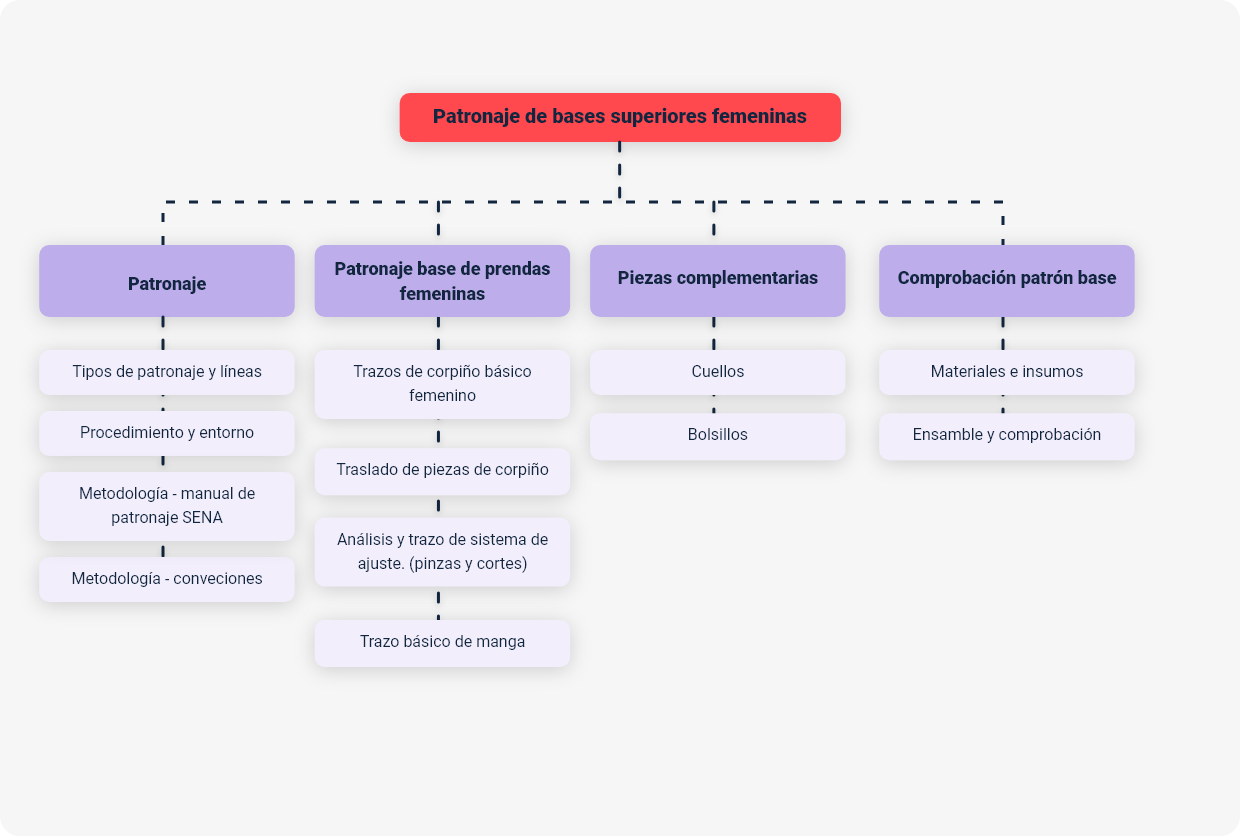 Patronaje de bases superiores femeninas
Patronaje
Tipos de patronaje y líneas
Procedimiento y entorno
Metodología - manual de
patronaje SENA
Metodología - conveciones
Patronaje base de prendas
femeninas
Trazos de corpiño básico
femenino
Traslado de piezas de corpiño
Análisis y trazo de sistema de
ajuste. (pinzas y cortes)
Trazo básico de manga
Piezas complementarias
Cuellos
Bolsillos
Comprobación patrón base
Materiales e insumos
Ensamble y comprobación